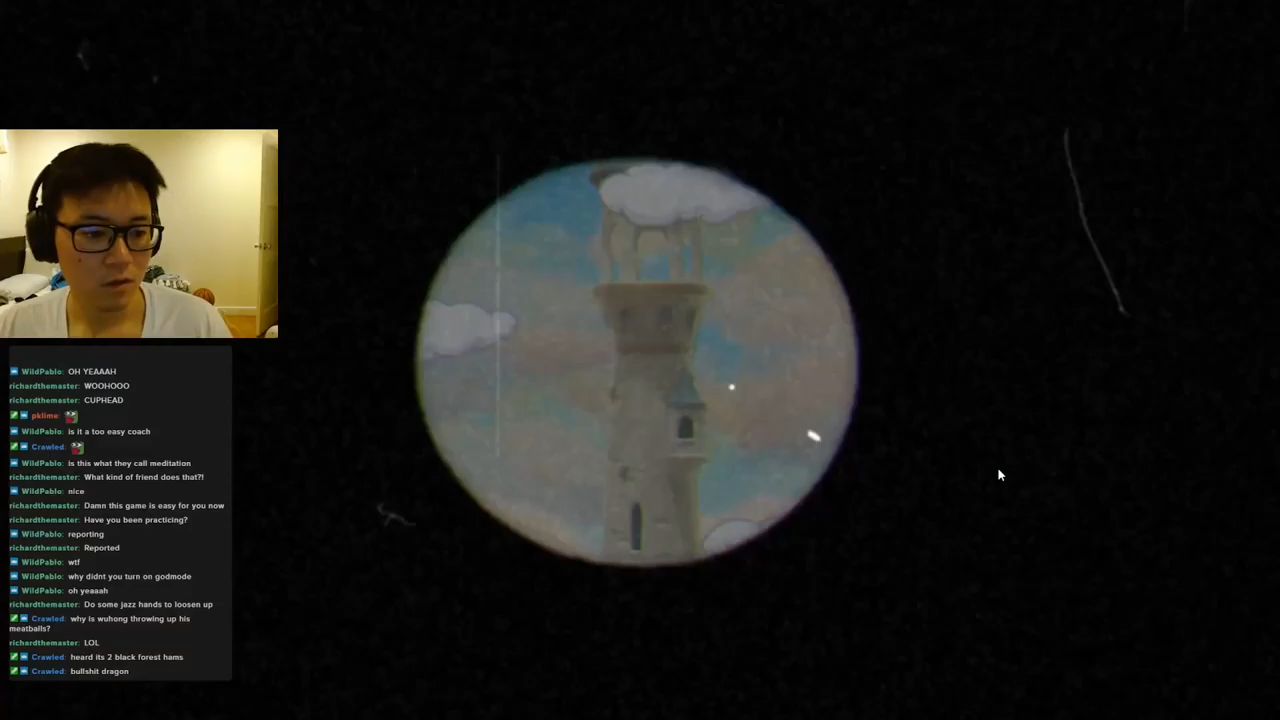 WildPablo: OH YEAAAH
richardthemaster: WOOHOOO
richardthemaster: CUPHEAD
pklime:
WildPablo: is it a too easy coach
Crawled:
WildPablo: is this what they call meditation
richardthemaster: What kind of friend does that?!
WildPablo: nice
richardthemaster: Damn this game is easy for you now
richardthemaster: Have you been practicing?
WildPablo: reporting
richardthemaster: Reported
WildPablo: wtf
WildPablo: why didnt you turn on godmode
WildPablo: oh yeaaah
richardthemaster: Do some jazz hands to loosen up
Crawled: why is wuhong throwing up his
meatballs?
richardthemaster: LOL
Crawled: heard its 2 black forest hams
Crawled: bullshit dragon